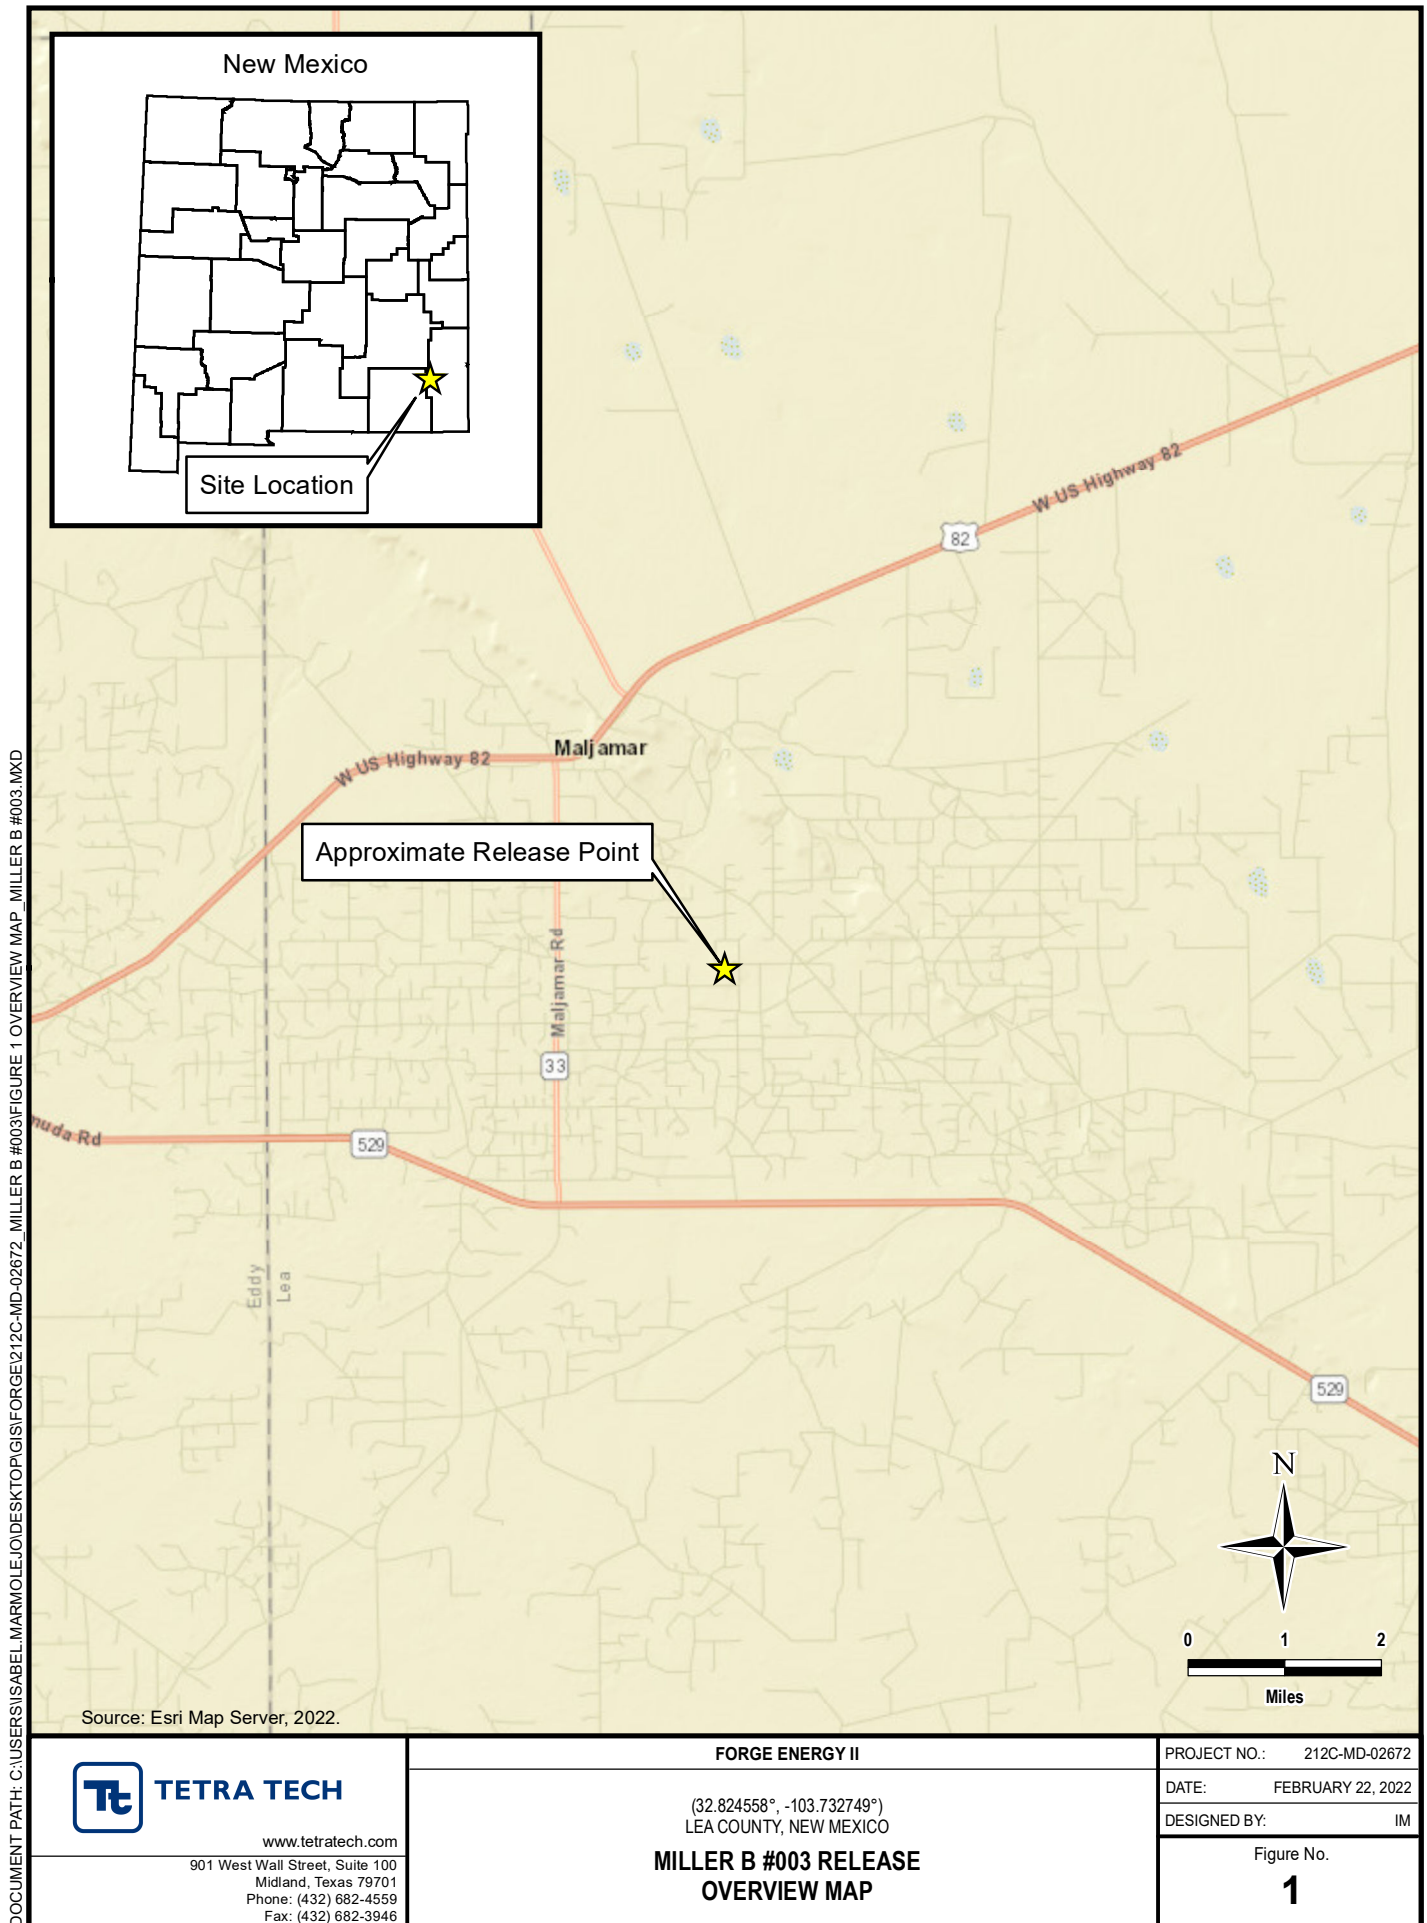 New Mexico
Site Location
W US Highway 82
82
Maljamar
W US Highway 82
Approximate Release Point
Maljamar Rd
33
muda Rd
529
Eddy
Lea
529
N
0 1 2
Miles
Source: Esri Map Server, 2022.
DOCUMENT PATH: C:\USERS\ISABEL.MARMOLEJO\DESKTOP\GIS\FORGE\212C-MD-02672_MILLER B #003\FIGURE 1 OVERVIEW MAP_MILLER B #003.MXD
Tt TETRA TECH
www.tetratech.com
901 West Wall Street, Suite 100
Midland, Texas 79701
Phone: (432) 682-4559
Fax: (432) 682-3946
FORGE ENERGY II
(32.824558°, -103.732749°)
LEA COUNTY, NEW MEXICO
MILLER B #003 RELEASE
OVERVIEW MAP
PROJECT NO.: 212C-MD-02672
DATE: FEBRUARY 22, 2022
DESIGNED BY: IM
Figure No.
1